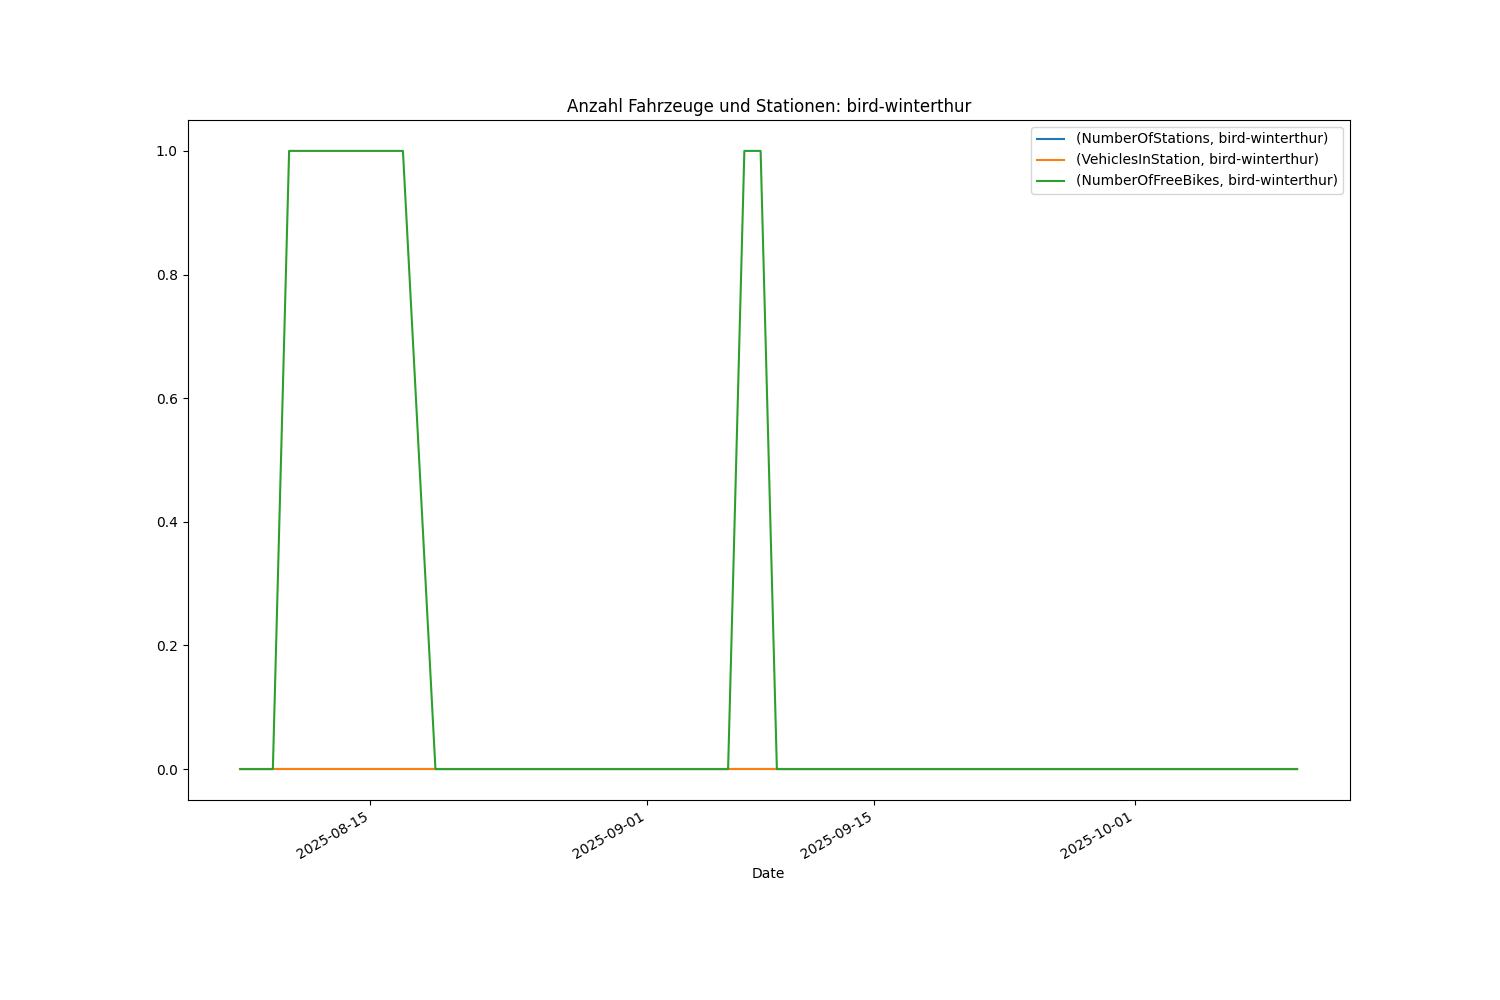 Anzahl Fahrzeuge und Stationen: bird-winterthur
(NumberOfStations, bird-winterthur)
(VehiclesInStation, bird-winterthur)
(NumberOfFreeBikes, bird-winterthur)
1.0
0.8
0.6
0.4
0.2
0.0
2025-08-15
2025-09-01
2025-09-15
2025-10-01
Date